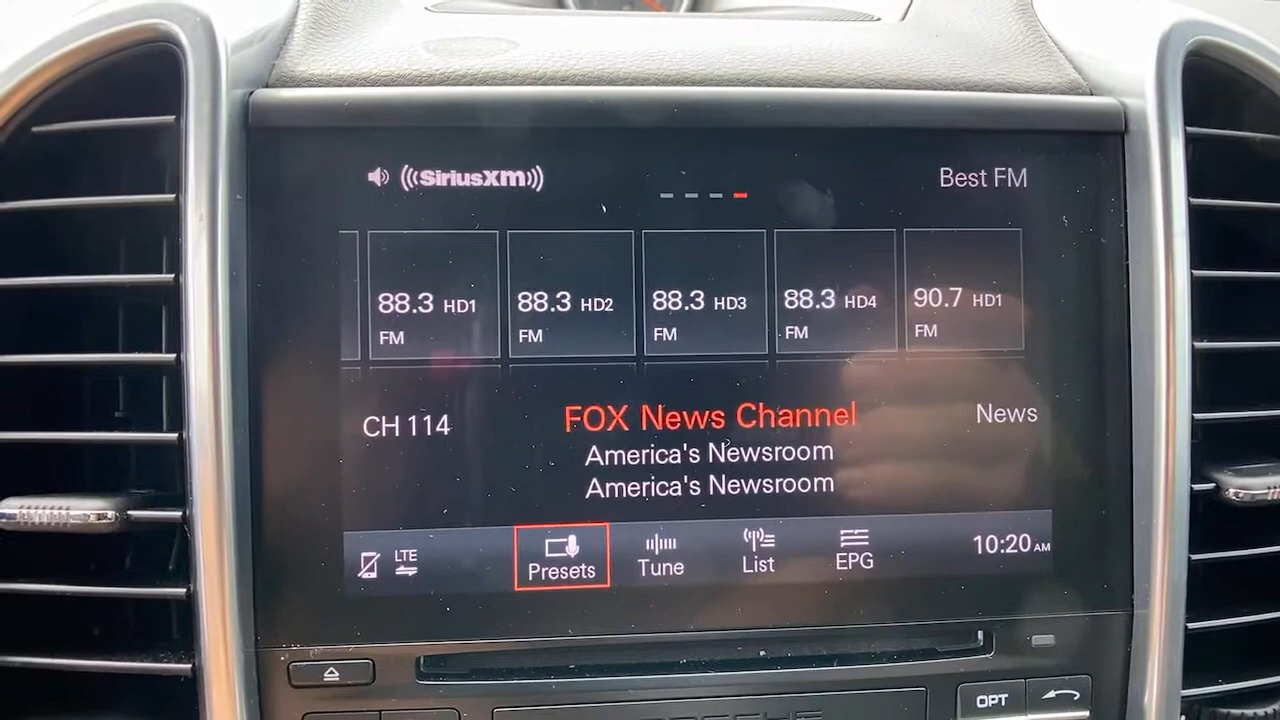 ((SiriusXM))
Best FM
88.3 HD1
FM
88.3 HD2
FM
88.3 HD3
FM
88.3 HD4
FM
90.7 HD1
FM
CH 114
FOX News Channel
News
America's Newsroom
America's Newsroom
LTE
Presets
Tune
List
EPG
10:20 AM
OPT
PORSCHE